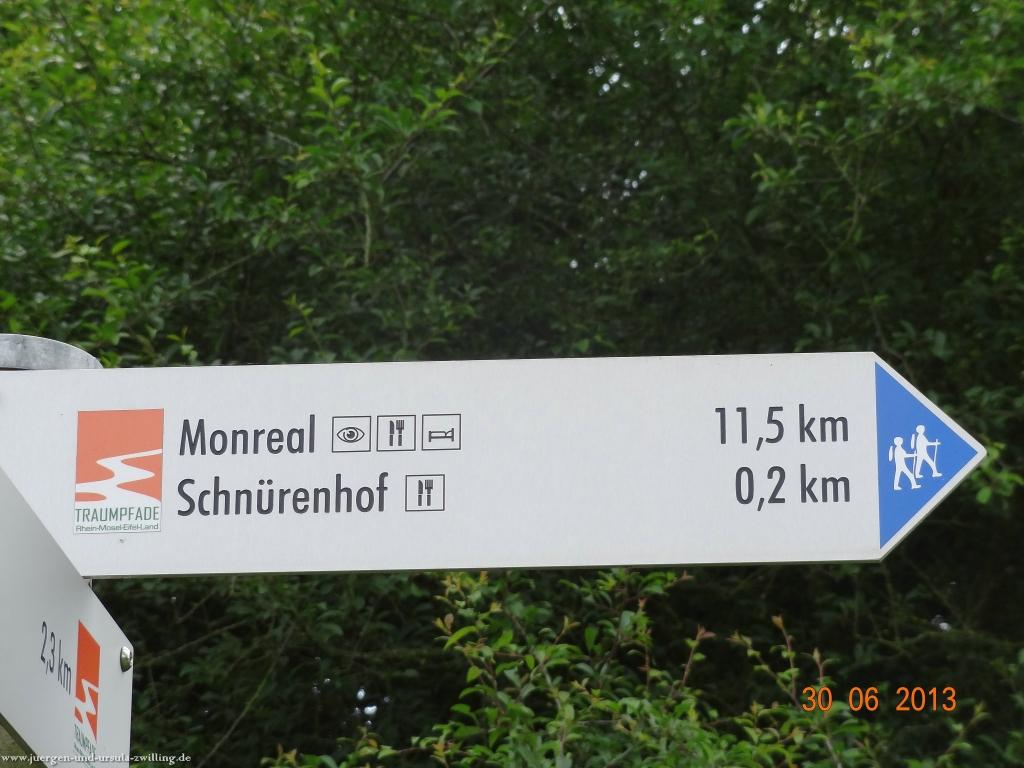 Monreal 11,5 km
Schnürenhof 0,2 km
TRAUMPFADE
Rhein-Mosel-Eifel-Land
2,3 km
TRAUMPFADE
30 06 2013
www.juergen-und-ursula-zwilling.de